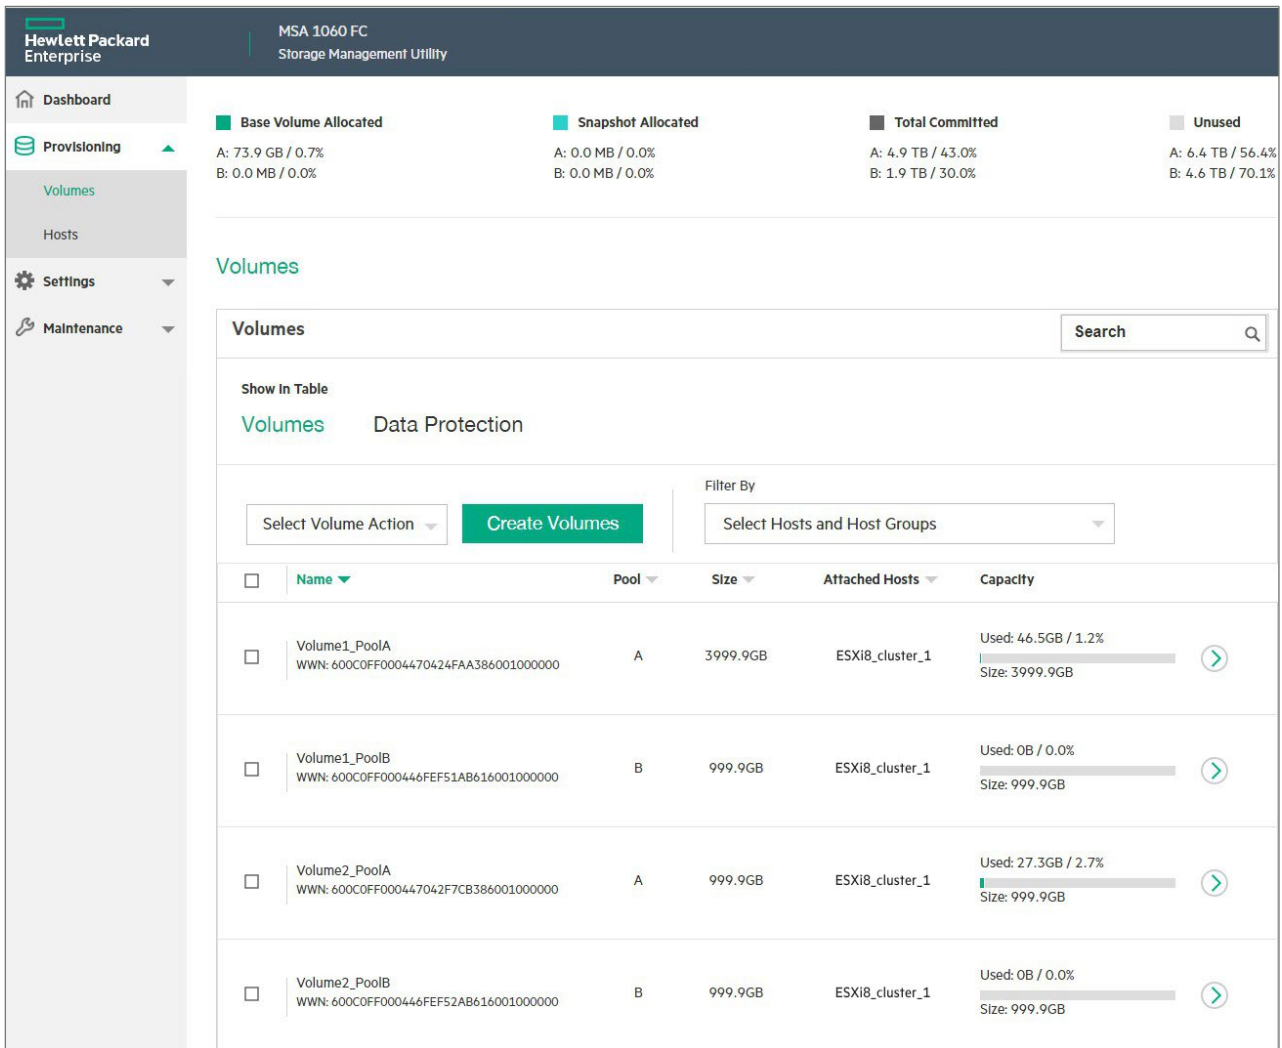 Hewlett Packard
Enterprise
MSA 1060 FC
Storage Management Utility
Dashboard
Provisioning
Volumes
Hosts
Settings
Maintenance
Base Volume Allocated
A: 73.9 GB / 0.7%
B: 0.0 MB / 0.0%
Snapshot Allocated
A: 0.0 MB / 0.0%
B: 0.0 MB / 0.0%
Total Committed
A: 4.9 TB / 43.0%
B: 1.9 TB / 30.0%
Unused
A: 6.4 TB / 56.4%
B: 4.6 TB / 70.1%
Volumes
Volumes
Search
Show In Table
Volumes Data Protection
Filter By
Select Volume Action Create Volumes Select Hosts and Host Groups
Name Pool Size Attached Hosts Capacity
Volume1_PoolA
WWN: 600C0FF0004470424FAA386001000000
A 3999.9GB ESXi8_cluster_1
Used: 46.5GB / 1.2%
Size: 3999.9GB
Volume1_PoolB
WWN: 600C0FF000446FEF51AB616001000000
B 999.9GB ESXi8_cluster_1
Used: 0B / 0.0%
Size: 999.9GB
Volume2_PoolA
WWN: 600C0FF000447042F7CB386001000000
A 999.9GB ESXi8_cluster_1
Used: 27.3GB / 2.7%
Size: 999.9GB
Volume2_PoolB
WWN: 600C0FF000446FEF52AB616001000000
B 999.9GB ESXi8_cluster_1
Used: 0B / 0.0%
Size: 999.9GB